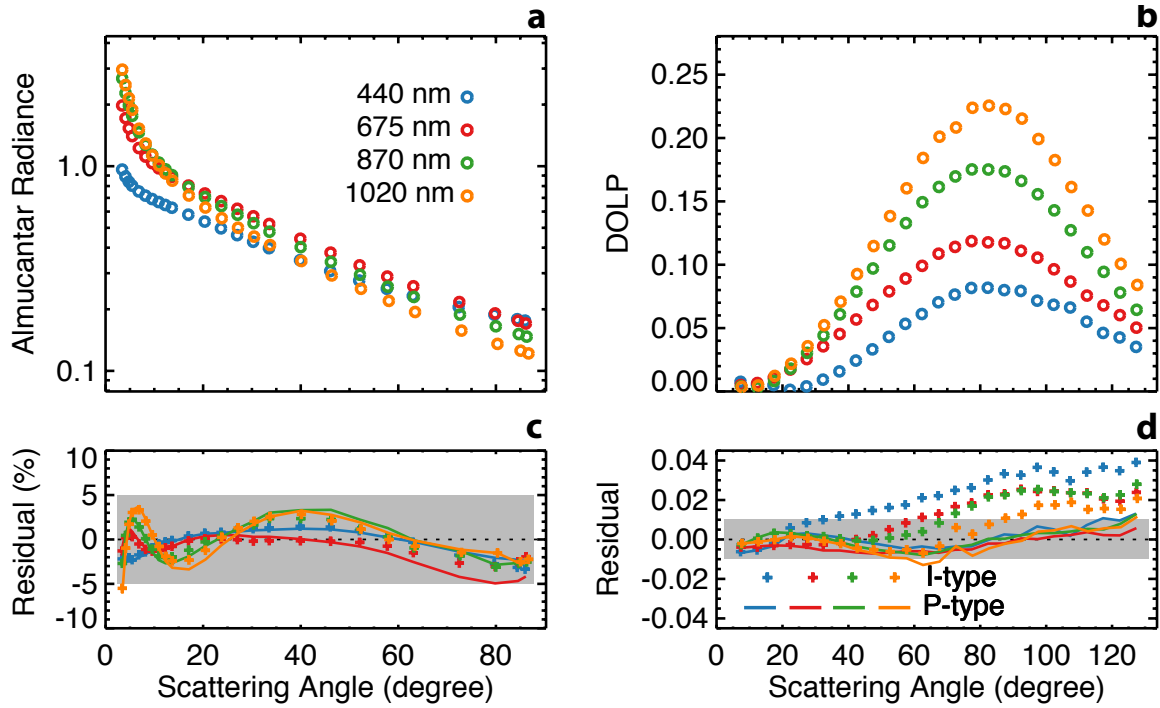 a
Almucantar Radiance
1.0
0.1
440 nm
675 nm
870 nm
1020 nm
b
DOLP
0.25
0.20
0.15
0.10
0.05
0.00
c
Residual (%)
10
5
0
-5
-10
0 20 40 60 80
Scattering Angle (degree)
d
Residual
0.04
0.02
0.00
-0.02
-0.04
I-type
P-type
0 20 40 60 80 100 120
Scattering Angle (degree)